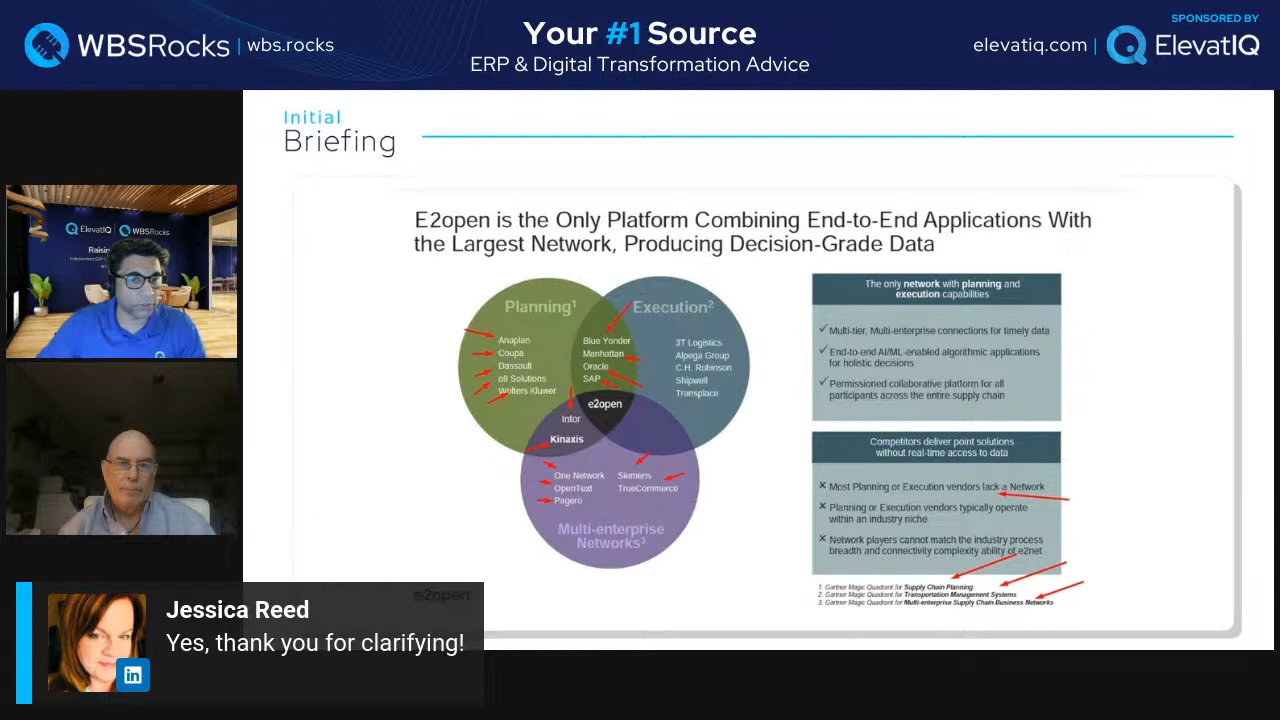 WBSRocks | wbs.rocks
Your #1 Source
ERP & Digital Transformation Advice
SPONSORED BY
elevatiq.com | ElevatIQ
Initial
Briefing
E2open is the Only Platform Combining End-to-End Applications With
the Largest Network, Producing Decision-Grade Data
Planning1
Anaplan
Coupa
Dassault
o9 Solutions
Wolters Kluwer
Blue Yonder
Manhattan
Oracle
SAP
Execution2
3T Logistics
Alpega Group
C.H. Robinson
Shipwell
Transplace
e2open
Infor
Kinaxis
One Network
OpenText
Pagero
Siemens
TrueCommerce
Multi-enterprise
Networks3
The only network with planning and
execution capabilities
✓ Multi-tier, Multi-enterprise connections for timely data
✓ End-to-end AI/ML-enabled algorithmic applications
for holistic decisions
✓ Permissioned collaborative platform for all
participants across the entire supply chain
Competitors deliver point solutions
without real-time access to data
× Most Planning or Execution vendors lack a Network
× Planning or Execution vendors typically operate
within an industry niche
× Network players cannot match the industry process
breadth and connectivity complexity ability of e2net
1. Gartner Magic Quadrant for Supply Chain Planning
2. Gartner Magic Quadrant for Transportation Management Systems
3. Gartner Magic Quadrant for Multi-enterprise Supply Chain Business Networks
e2open
ElevatIQ | WBSRocks
Jessica Reed
Yes, thank you for clarifying!
in